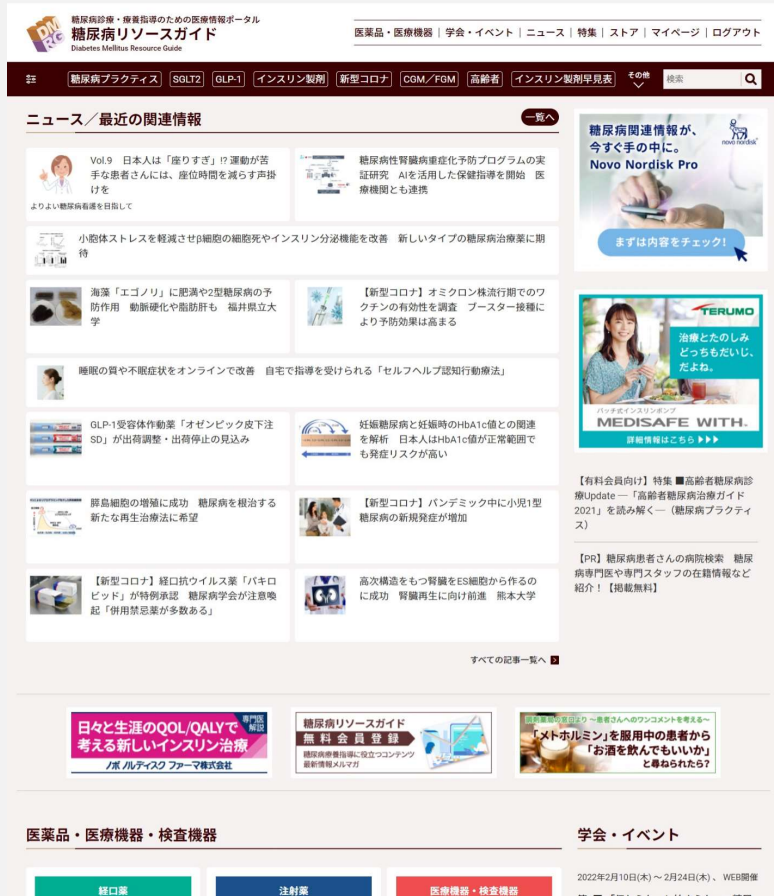 糖尿病診療・療養指導のための医療情報ポータル
糖尿病リソースガイド
Diabetes Mellitus Resource Guide
医薬品・医療機器 | 学会・イベント | ニュース | 特集 | ストア | マイページ | ログアウト
糖尿病プラクティス SGLT2 GLP-1 インスリン製剤 新型コロナ CGM／FGM 高齢者 インスリン製剤早見表 その他 検索
ニュース／最近の関連情報
一覧へ
Vol.9 日本人は「座りすぎ」!? 運動が苦
手な患者さんには、座位時間を減らす声掛
けを
よりよい糖尿病看護を目指して
糖尿病性腎臓病重症化予防プログラムの実
証研究 AIを活用した保健指導を開始 医
療機関とも連携
小胞体ストレスを軽減させβ細胞の細胞死やインスリン分泌機能を改善 新しいタイプの糖尿病治療薬に期
待
海藻「エゴノリ」に肥満や2型糖尿病の予
防作用 動脈硬化や脂肪肝も 福井県立大
学
【新型コロナ】オミクロン株流行期でのワ
クチンの有効性を調査 ブースター接種に
より予防効果は高まる
睡眠の質や不眠症状をオンラインで改善 自宅で指導を受けられる「セルフヘルプ認知行動療法」
GLP-1受容体作動薬「オゼンピック皮下注
SD」が出荷調整・出荷停止の見込み
妊娠糖尿病と妊娠時のHbA1c値との関連
を解析 日本人はHbA1c値が正常範囲で
も発症リスクが高い
膵島細胞の増殖に成功 糖尿病を根治する
新たな再生治療法に希望
【新型コロナ】パンデミック中に小児1型
糖尿病の新規発症が増加
【新型コロナ】経口抗ウイルス薬「パキロ
ビッド」が特例承認 糖尿病学会が注意喚
起「併用禁忌薬が多数ある」
高次構造をもつ腎臓をES細胞から作るの
に成功 腎臓再生に向け前進 熊本大学
すべての記事一覧へ
糖尿病関連情報が、
今すぐ手の中に。
Novo Nordisk Pro
novo nordisk
まずは内容をチェック!
TERUMO
治療とたのしみ
どっちもだいじ、
だよね。
パッチ式インスリンポンプ
MEDISAFE WITH.
詳細情報はこちら ▶▶▶
【有料会員向け】特集 ■高齢者糖尿病診
療Update ―「高齢者糖尿病治療ガイド
2021」を読み解く―（糖尿病プラクティ
ス）
【PR】糖尿病患者さんの病院検索 糖尿
病専門医や専門スタッフの在籍情報など
紹介！【掲載無料】
日々と生涯のQOL/QALYで
考える新しいインスリン治療
専門医
解説
ノボ ノルディスク ファーマ株式会社
糖尿病リソースガイド
無料会員登録
糖尿病療養指導に役立つコンテンツ
最新情報メルマガ
調剤薬局の窓口より ～患者さんへのワンコメントを考える～
「メトホルミン」を服用中の患者から
「お酒を飲んでもいいか」
と尋ねられたら?
医薬品・医療機器・検査機器
経口薬
注射薬
医療機器・検査機器
学会・イベント
2022年2月10日(木) ～ 2月24日(木) 、 WEB開催